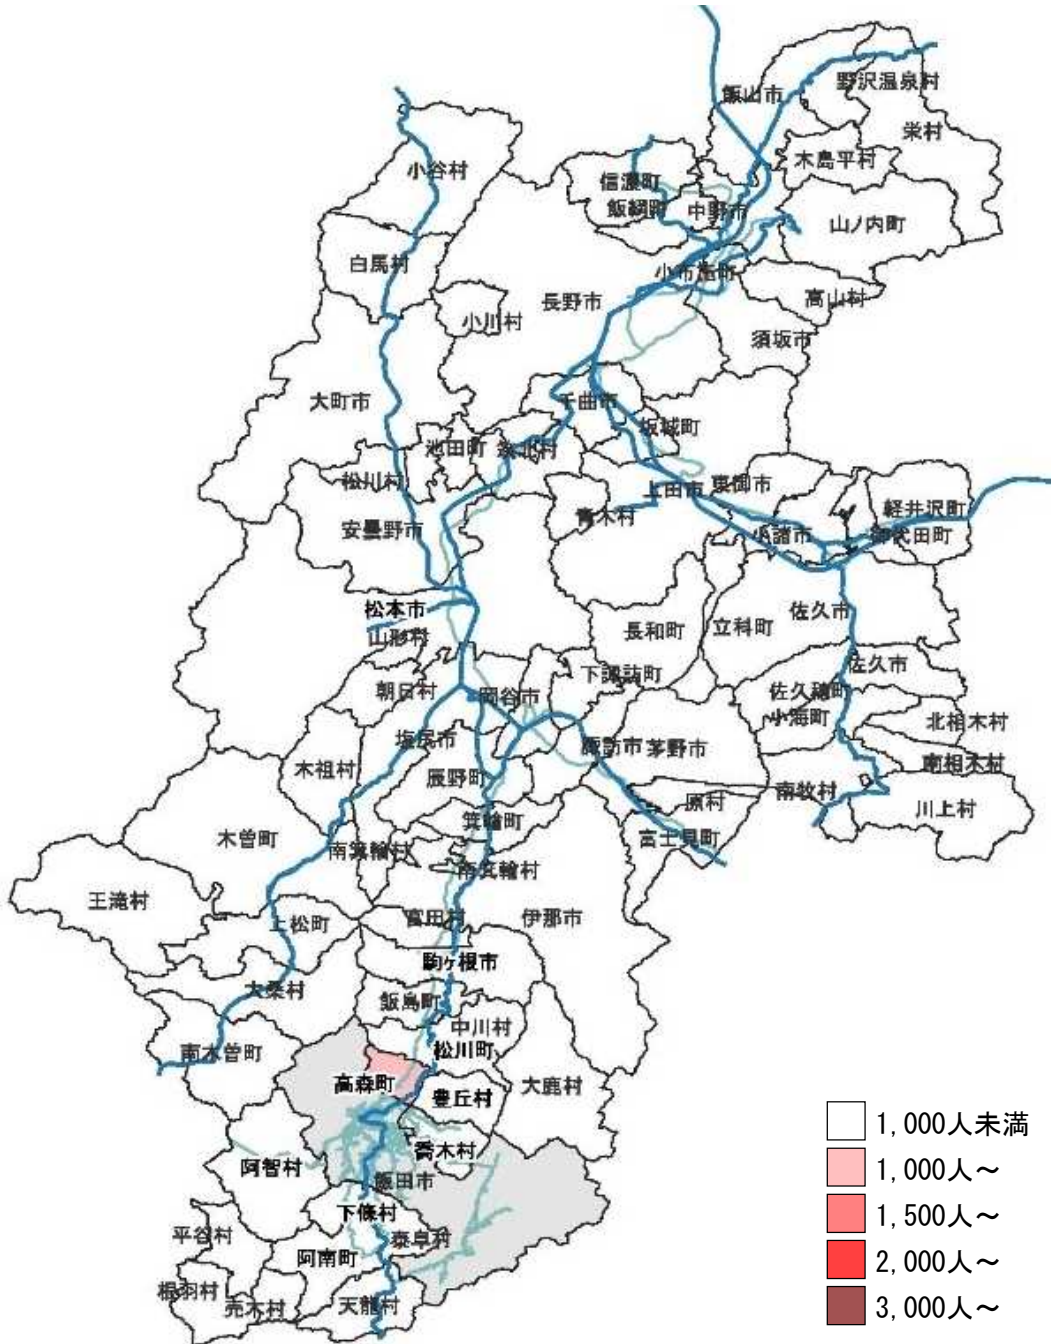 飯山市
野沢温泉村
栄村
木島平村
小谷村
信濃町
飯綱町
中野市
山ノ内町
白馬村
小布施町
高山村
長野市
小川村
須坂市
大町市
千曲市
坂城町
池田町
筑北村
松川村
上田市
東御市
青木村
軽井沢町
安曇野市
小諸市
御代田町
松本市
山形村
長和町
立科町
佐久市
下諏訪町
佐久市
朝日村
岡谷市
佐久穂町
小海町
北相木村
塩尻市
諏訪市
茅野市
南相木村
木祖村
辰野町
南牧村
原村
川上村
箕輪町
木曽町
南箕輪村
富士見町
南箕輪村
王滝村
上松町
宮田村
伊那市
駒ヶ根市
大桑村
飯島町
中川村
南木曽町
松川町
高森町
大鹿村
豊丘村
喬木村
阿智村
飯田市
下條村
平谷村
泰阜村
阿南町
根羽村
売木村
天龍村
1,000人未満
1,000人～
1,500人～
2,000人～
3,000人～